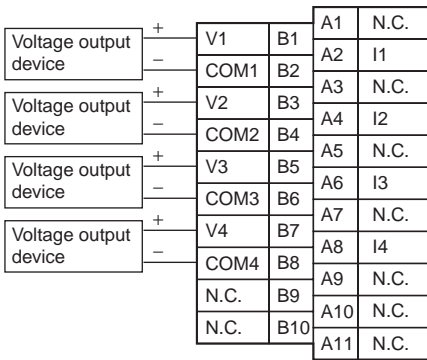 Voltage output
device
+
−
Voltage output
device
+
−
Voltage output
device
+
−
Voltage output
device
+
−
V1 B1
COM1 B2
V2 B3
COM2 B4
V3 B5
COM3 B6
V4 B7
COM4 B8
N.C. B9
N.C. B10
A1 N.C.
A2 I1
A3 N.C.
A4 I2
A5 N.C.
A6 I3
A7 N.C.
A8 I4
A9 N.C.
A10 N.C.
A11 N.C.